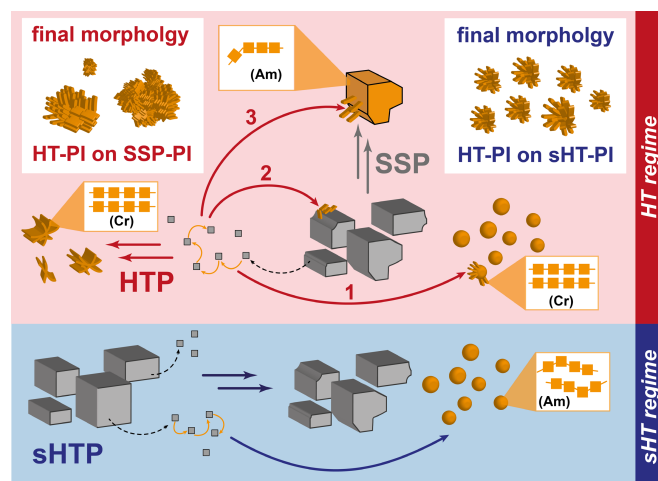 final morpholgy
HT-PI on SSP-PI
(Am)
3
final morpholgy
HT-PI on sHT-PI
SSP
2
(Cr)
HTP
1
(Cr)
HT regime
(Am)
sHTP
sHT regime